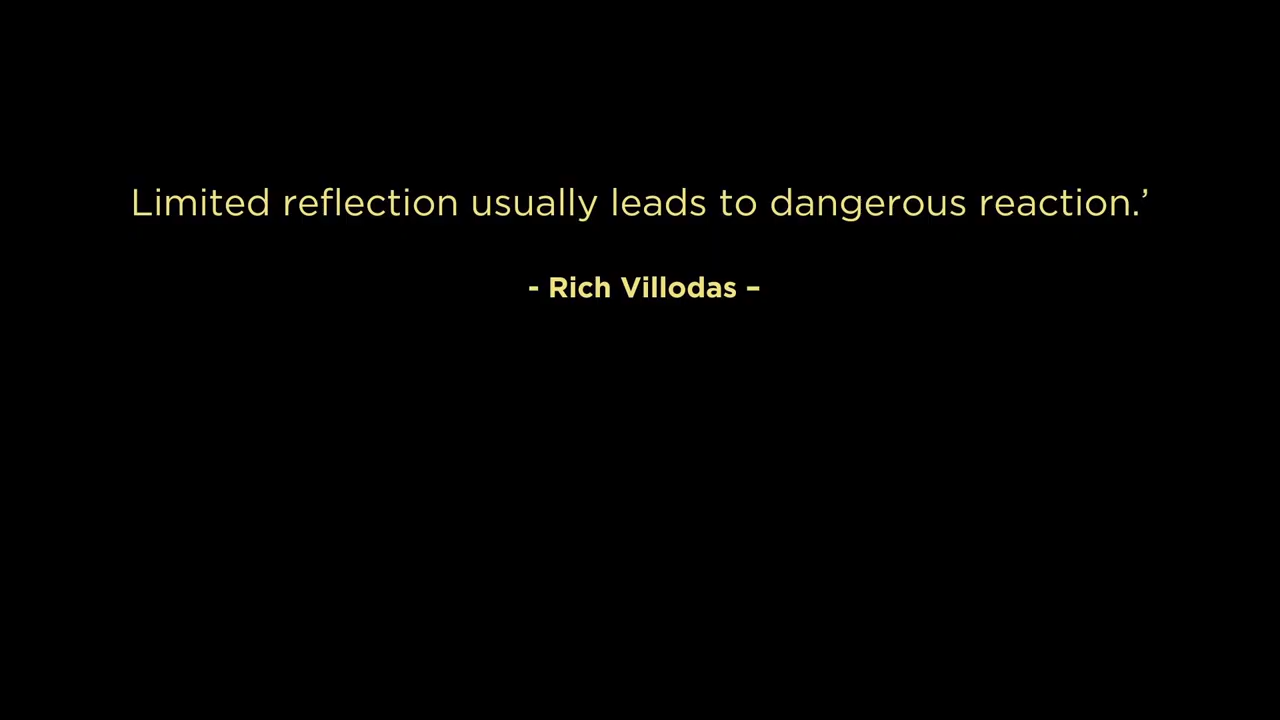 Limited reflection usually leads to dangerous reaction.’
- Rich Villodas –